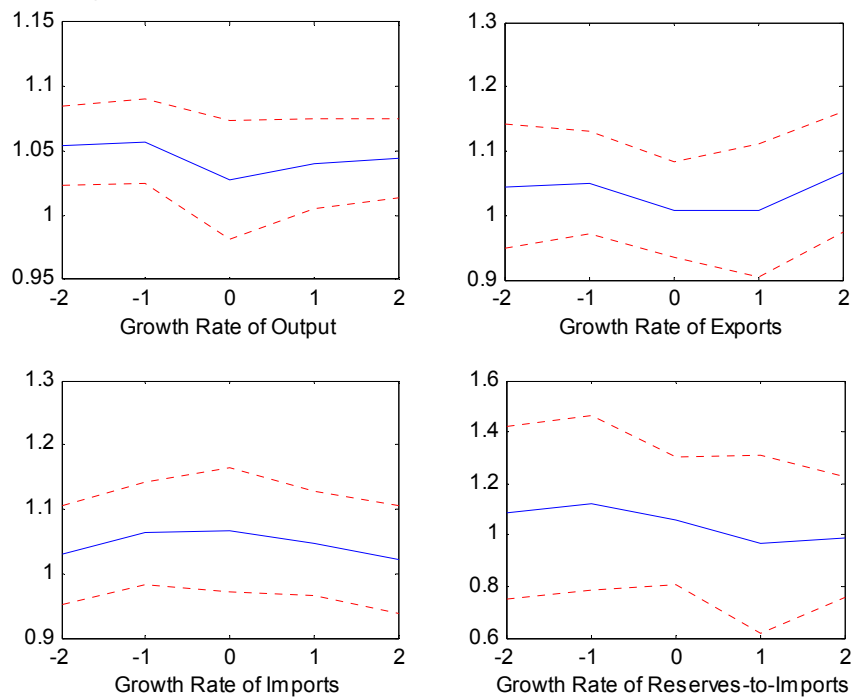 1.15
1.1
1.05
1
0.95
-2 -1 0 1 2
Growth Rate of Output
1.3
1.2
1.1
1
0.9
-2 -1 0 1 2
Growth Rate of Exports
1.3
1.2
1.1
1
0.9
-2 -1 0 1 2
Growth Rate of Imports
1.6
1.4
1.2
1
0.8
0.6
-2 -1 0 1 2
Growth Rate of Reserves-to-Imports